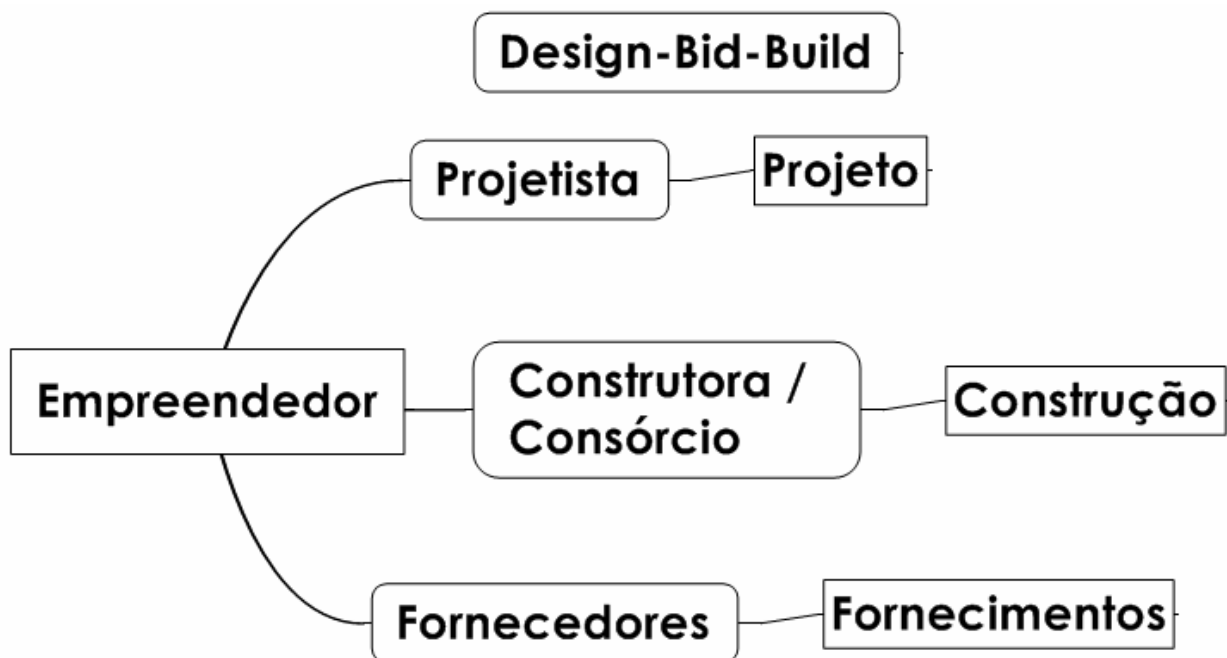 Design-Bid-Build
Projetista
Projeto
Empreendedor
Construtora /
Consórcio
Construção
Fornecedores
Fornecimentos